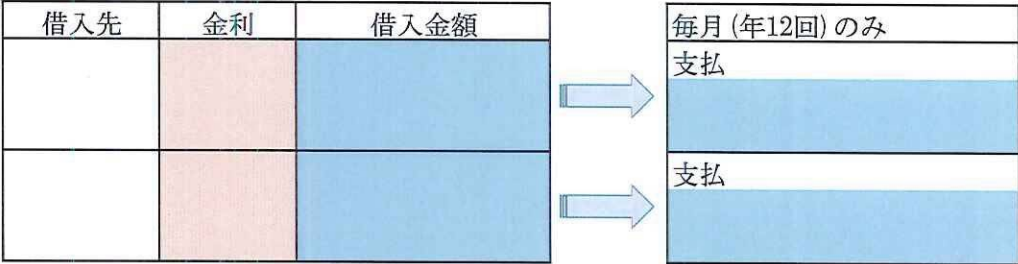 借入先 金利 借入金額
毎月(年12回)のみ
支払
支払